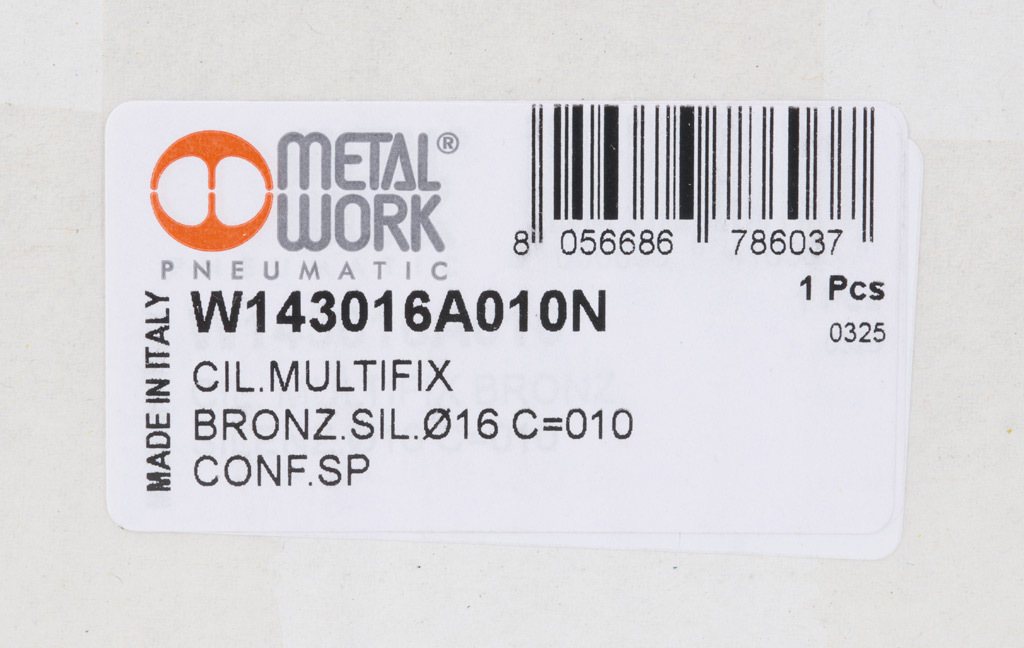 METAL®
WORK
PNEUMATIC
8 056686 786037
MADE IN ITALY
W143016A010N
1 Pcs
0325
CIL.MULTIFIX
BRONZ.SIL.Ø16 C=010
CONF.SP